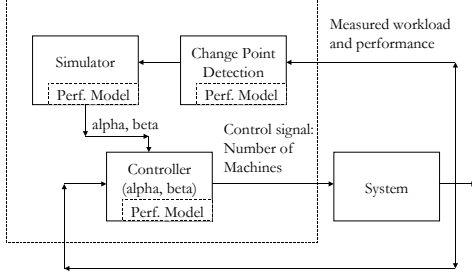 Measured workload
and performance
Simulator
Perf. Model
Change Point
Detection
Perf. Model
alpha, beta
Control signal:
Number of
Machines
Controller
(alpha, beta)
Perf. Model
System